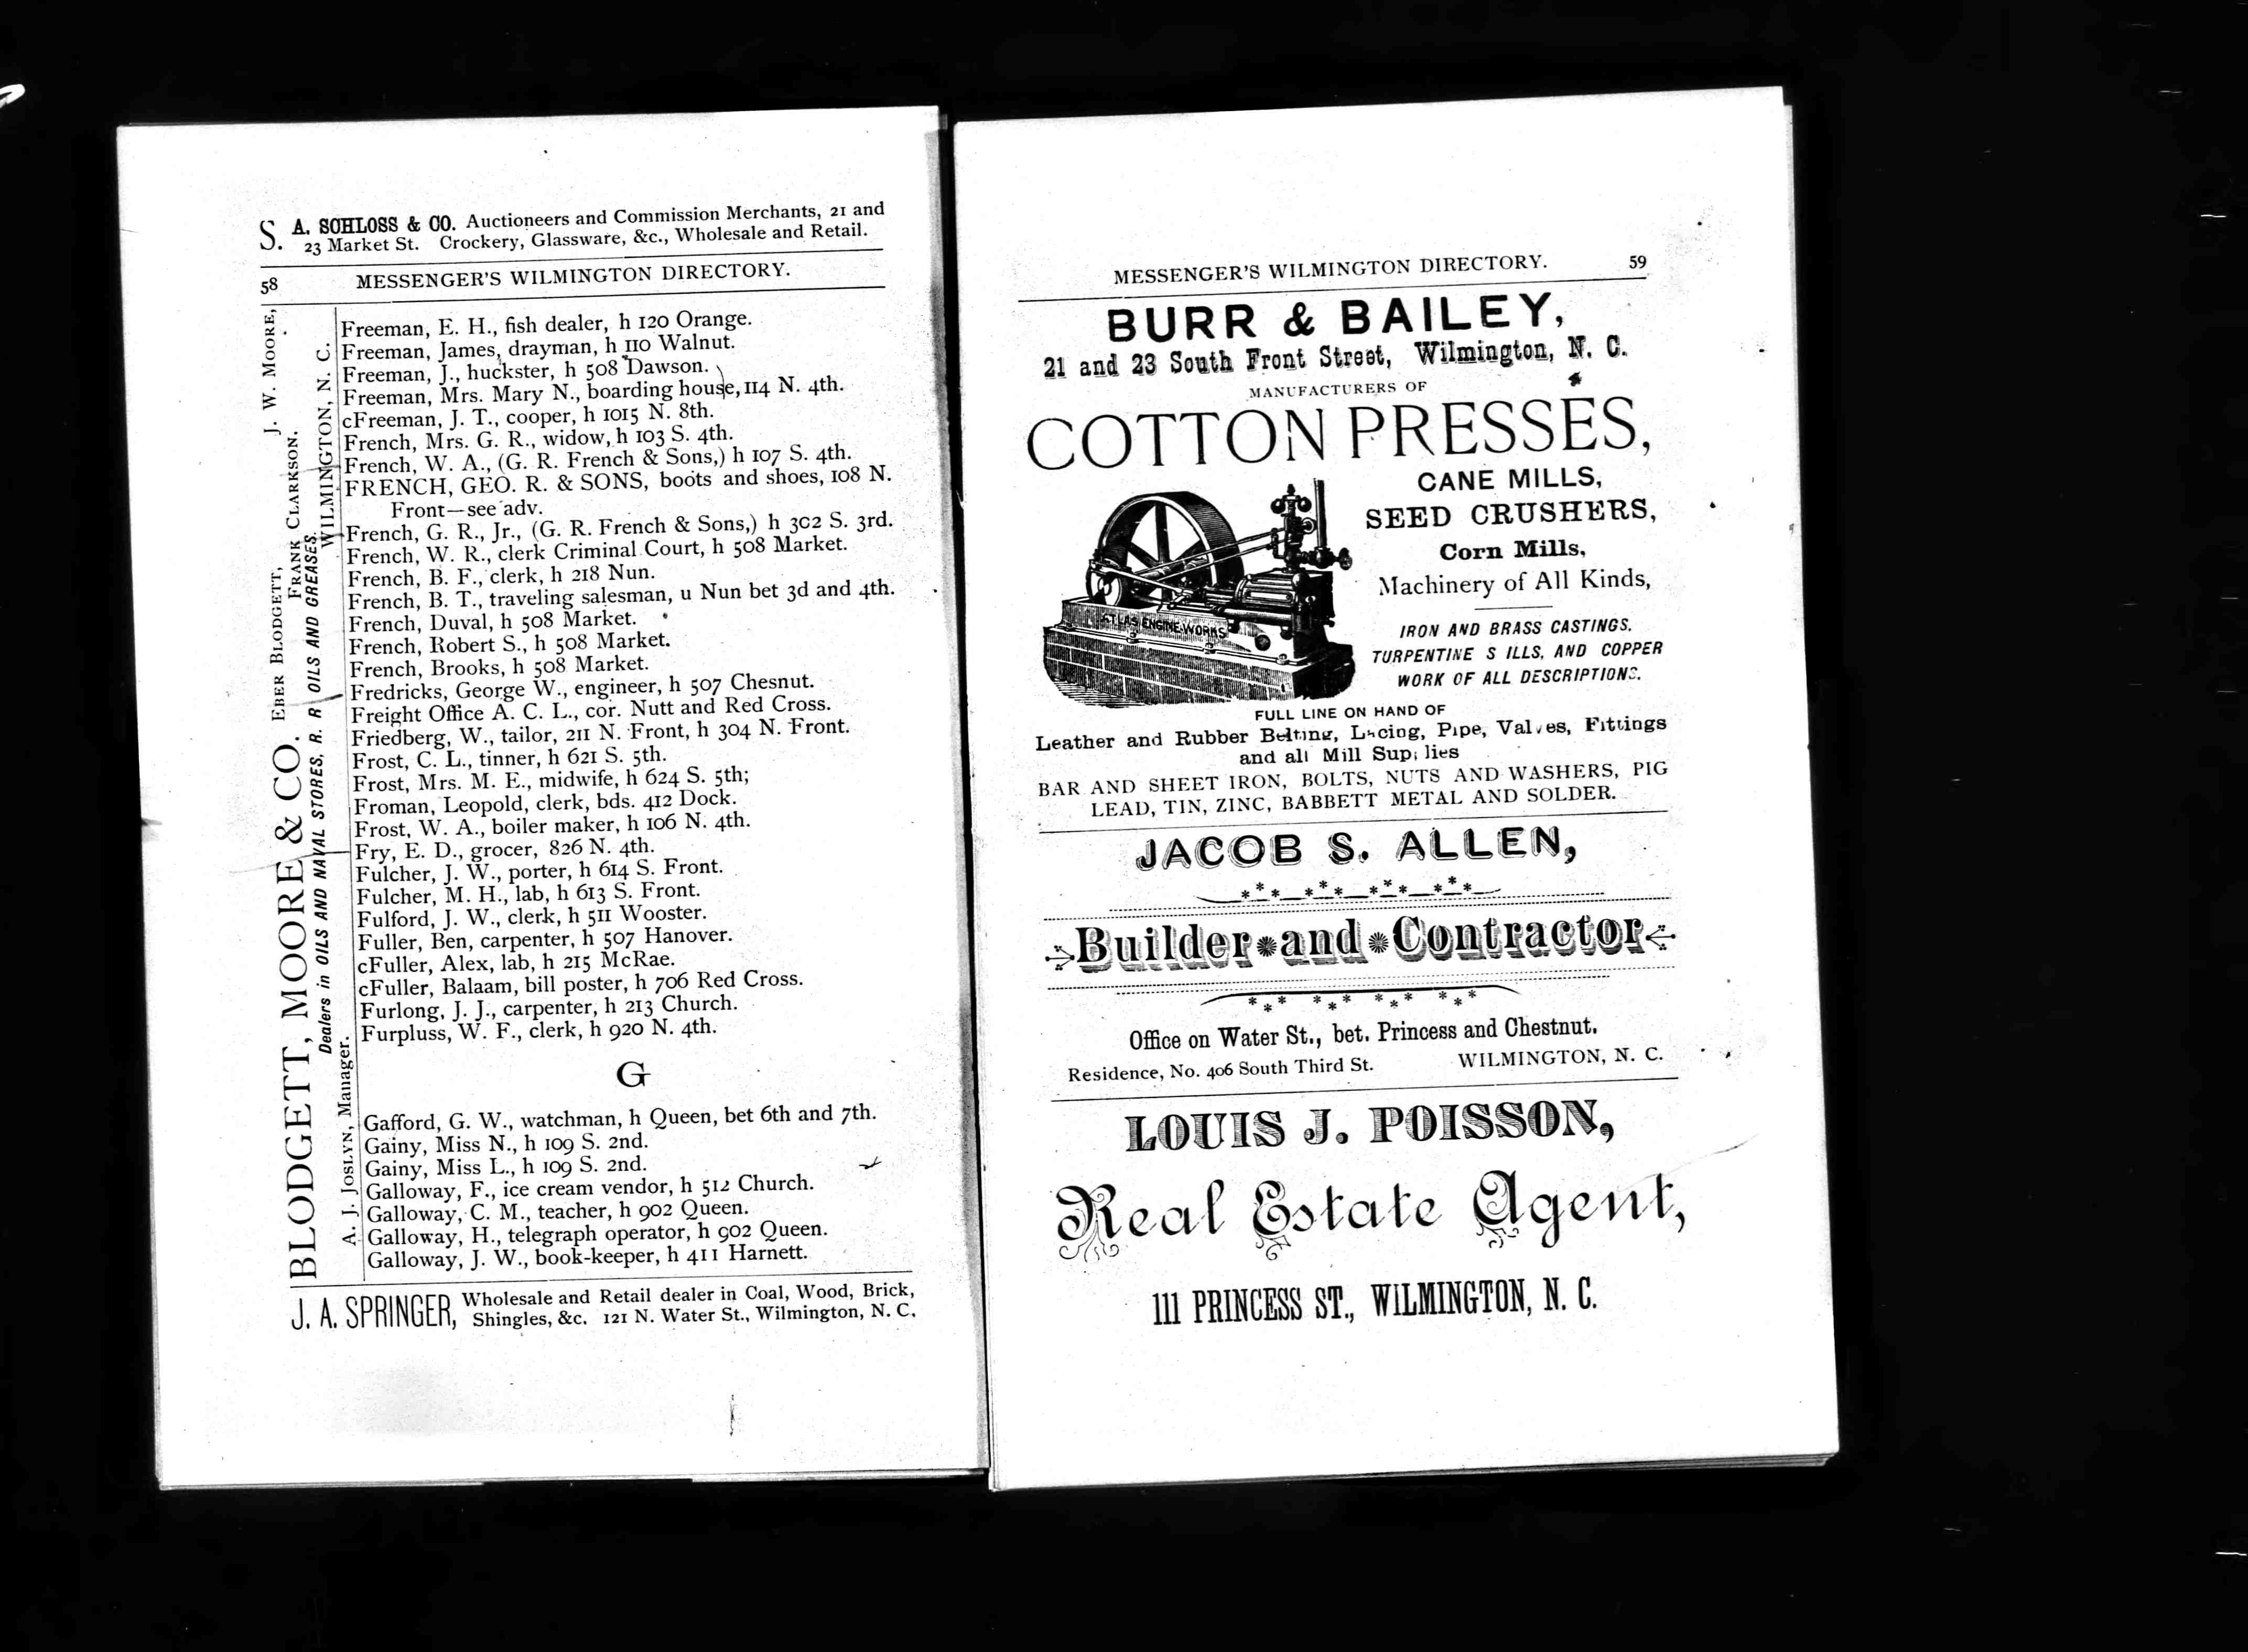 S. A. SCHLOSS & CO. Auctioneers and Commission Merchants, 21 and
23 Market St. Crockery, Glassware, &c., Wholesale and Retail.
58 MESSENGER'S WILMINGTON DIRECTORY.
EBER BLODGETT, J. W. MOORE,
FRANK CLARKSON.
BLODGETT, MOORE & CO.
Dealers in OILS AND NAVAL STORES, R. R OILS AND GREASES.
A. J. JOSLYN, Manager. WILMINGTON, N. C.
Freeman, E. H., fish dealer, h 120 Orange.
Freeman, James, drayman, h 110 Walnut.
Freeman, J., huckster, h 508 Dawson.
Freeman, Mrs. Mary N., boarding house, 114 N. 4th.
cFreeman, J. T., cooper, h 1015 N. 8th.
French, Mrs. G. R., widow, h 103 S. 4th.
French, W. A., (G. R. French & Sons,) h 107 S. 4th.
FRENCH, GEO. R. & SONS, boots and shoes, 108 N.
Front—see adv.
French, G. R., Jr., (G. R. French & Sons,) h 302 S. 3rd.
French, W. R., clerk Criminal Court, h 508 Market.
French, B. F., clerk, h 218 Nun.
French, B. T., traveling salesman, u Nun bet 3d and 4th.
French, Duval, h 508 Market.
French, Robert S., h 508 Market.
French, Brooks, h 508 Market.
Fredricks, George W., engineer, h 507 Chesnut.
Freight Office A. C. L., cor. Nutt and Red Cross.
Friedberg, W., tailor, 211 N. Front, h 304 N. Front.
Frost, C. L., tinner, h 621 S. 5th.
Frost, Mrs. M. E., midwife, h 624 S. 5th;
Froman, Leopold, clerk, bds. 412 Dock.
Frost, W. A., boiler maker, h 106 N. 4th.
Fry, E. D., grocer, 826 N. 4th.
Fulcher, J. W., porter, h 614 S. Front.
Fulcher, M. H., lab, h 613 S. Front.
Fulford, J. W., clerk, h 511 Wooster.
Fuller, Ben, carpenter, h 507 Hanover.
cFuller, Alex, lab, h 215 McRae.
cFuller, Balaam, bill poster, h 706 Red Cross.
Furlong, J. J., carpenter, h 213 Church.
Furpluss, W. F., clerk, h 920 N. 4th.
G
Gafford, G. W., watchman, h Queen, bet 6th and 7th.
Gainy, Miss N., h 109 S. 2nd.
Gainy, Miss L., h 109 S. 2nd.
Galloway, F., ice cream vendor, h 512 Church.
Galloway, C. M., teacher, h 902 Queen.
Galloway, H., telegraph operator, h 902 Queen.
Galloway, J. W., book-keeper, h 411 Harnett.
J. A. SPRINGER, Wholesale and Retail dealer in Coal, Wood, Brick,
Shingles, &c. 121 N. Water St., Wilmington, N. C.
MESSENGER'S WILMINGTON DIRECTORY. 59
BURR & BAILEY,
21 and 23 South Front Street, Wilmington, N. C.
MANUFACTURERS OF
COTTON PRESSES,
CANE MILLS,
SEED CRUSHERS,
Corn Mills,
Machinery of All Kinds,
ATLAS ENGINE WORKS
IRON AND BRASS CASTINGS.
TURPENTINE S ILLS, AND COPPER
WORK OF ALL DESCRIPTIONS.
FULL LINE ON HAND OF
Leather and Rubber Belting, Lacing, Pipe, Valves, Fittings
and all Mill Supplies
BAR AND SHEET IRON, BOLTS, NUTS AND WASHERS, PIG
LEAD, TIN, ZINC, BABBETT METAL AND SOLDER.
JACOB S. ALLEN,
Builder and Contractor
Office on Water St., bet. Princess and Chestnut.
Residence, No. 406 South Third St. WILMINGTON, N. C.
LOUIS J. POISSON,
Real Estate Agent,
111 PRINCESS ST., WILMINGTON, N. C.